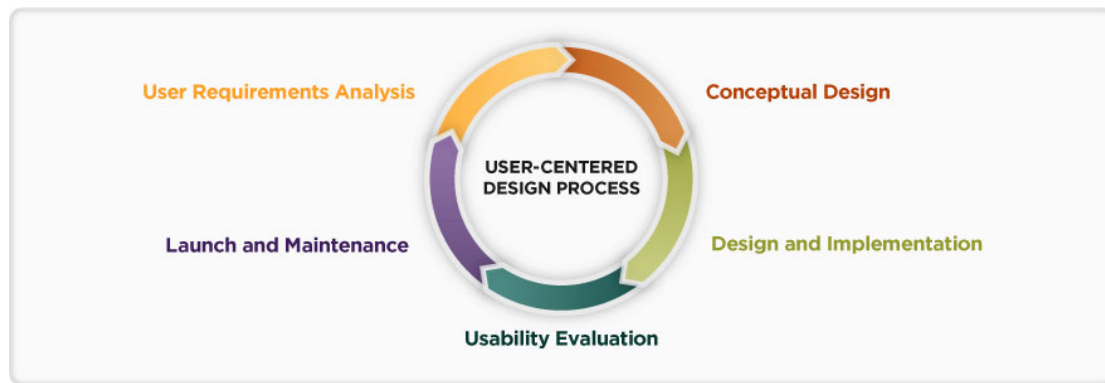 User Requirements Analysis
Conceptual Design
USER-CENTERED
DESIGN PROCESS
Launch and Maintenance
Design and Implementation
Usability Evaluation